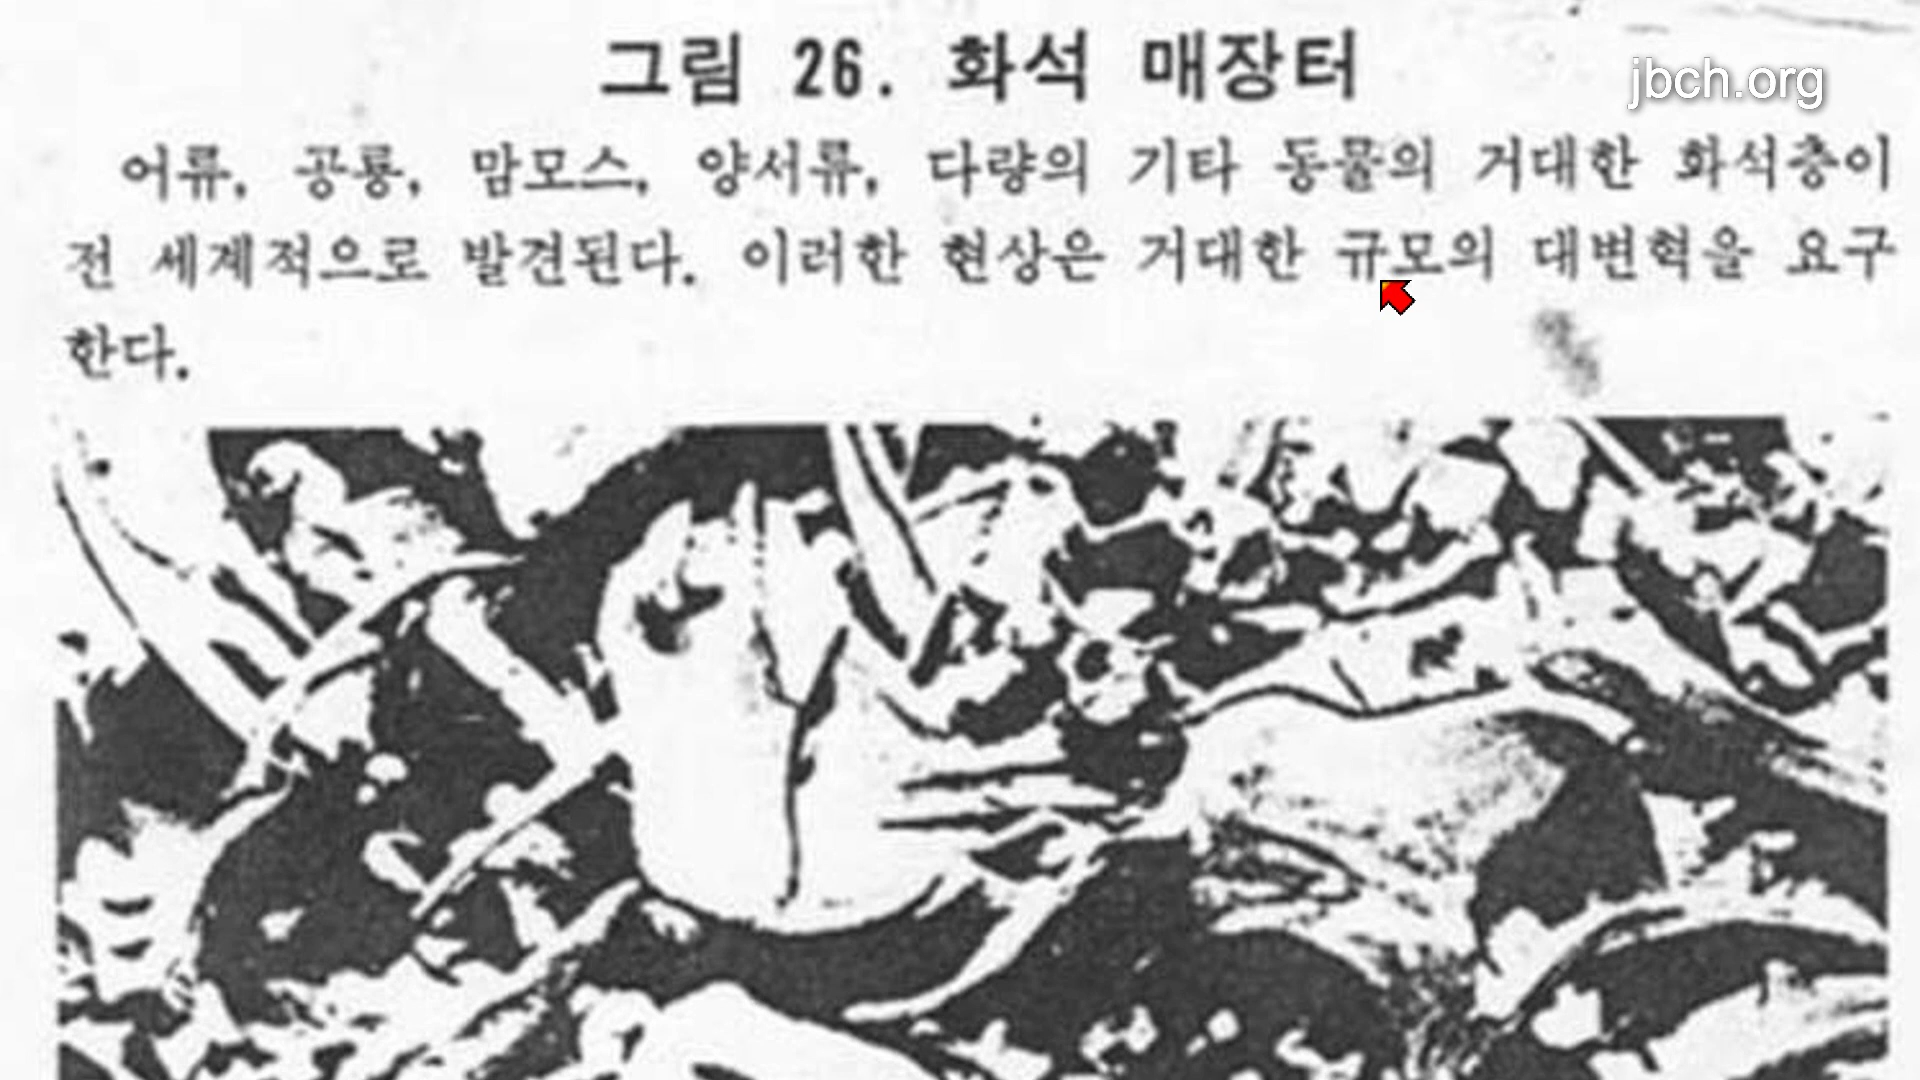 그림 26. 화석 매장터
jbch.org
어류, 공룡, 맘모스, 양서류, 다량의 기타 동물의 거대한 화석층이
전 세계적으로 발견된다. 이러한 현상은 거대한 규모의 대변혁을 요구
한다.